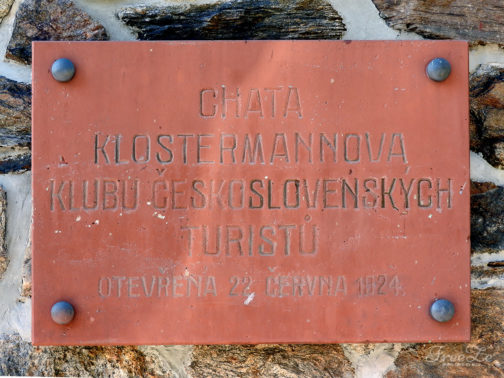 CHATA
KLOSTERMANNOVA
KLUBU ČESKOSLOVENSKÝCH
TURISTŮ
OTEVŘENA 22. ČERVNA 1924.